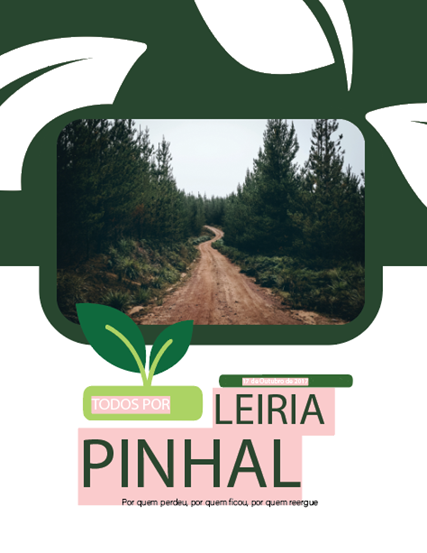 17 de Outubro de 2017
TODOS POR
LEIRIA
PINHAL
Por quem perdeu, por quem ficou, por quem reergue